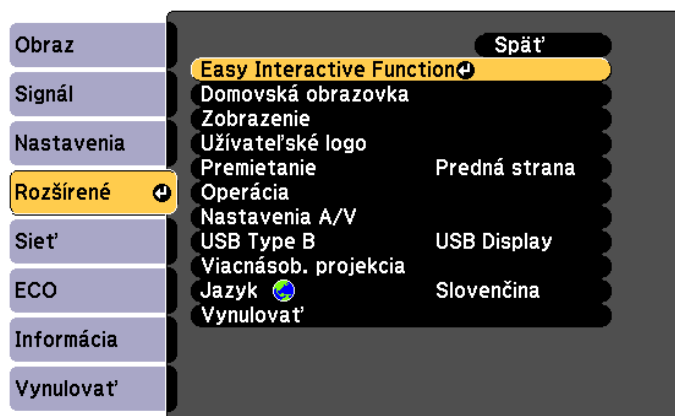 Obraz
Signál
Nastavenia
Rozšírené
Sieť
ECO
Informácia
Vynulovať
Späť
Easy Interactive Function
Domovská obrazovka
Zobrazenie
Užívateľské logo
Premietanie Predná strana
Operácia
Nastavenia A/V
USB Type B USB Display
Viacnásob. projekcia
Jazyk Slovenčina
Vynulovať